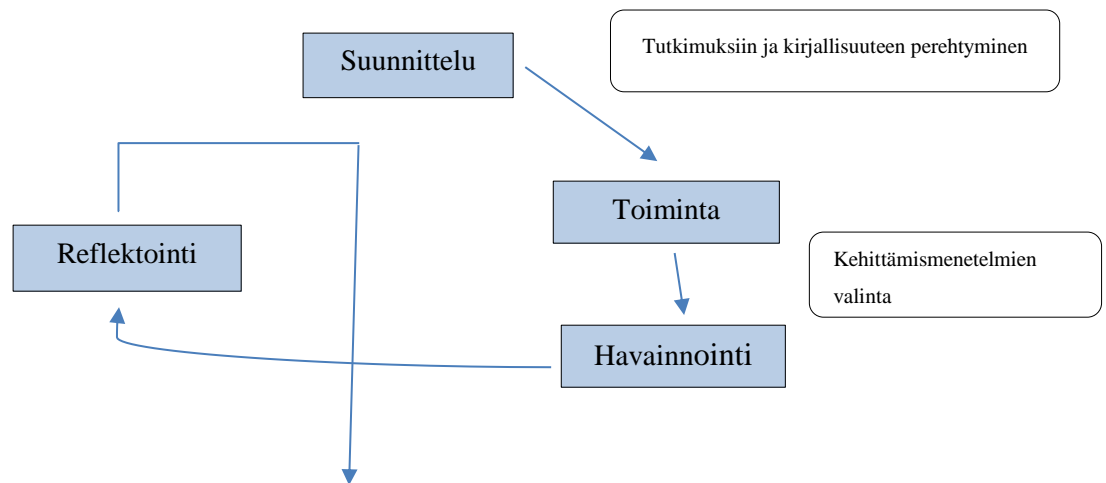 Suunnittelu
Tutkimuksiin ja kirjallisuuteen perehtyminen
Toiminta
Reflektointi
Kehittämismenetelmien
valinta
Havainnointi